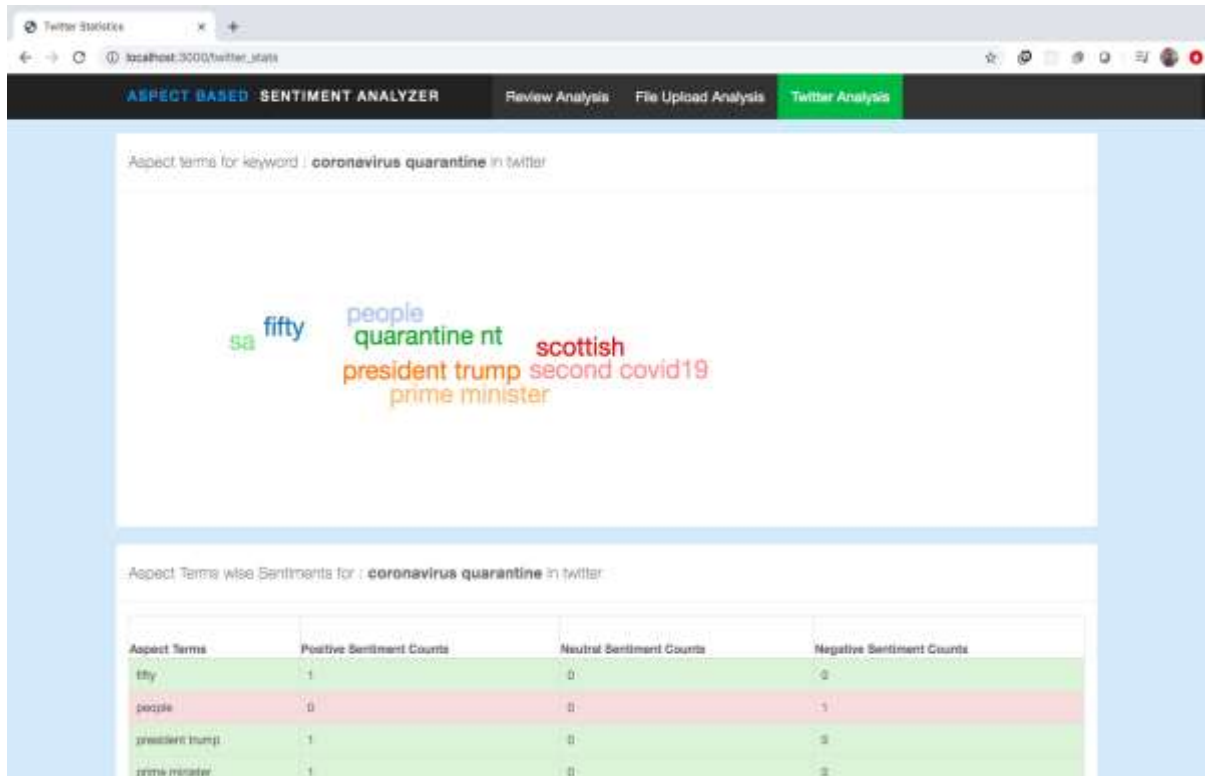 Twitter Statistics
localhost:3000/twitter_stats
ASPECT BASED SENTIMENT ANALYZER Review Analysis File Upload Analysis Twitter Analysis
Aspect terms for keyword : coronavirus quarantine in twitter
people
fifty
quarantine nt
sa
scottish
president trump second covid19
prime minister
Aspect Terms wise Sentiments for : coronavirus quarantine in twitter
Aspect Terms Positive Sentiment Counts Neutral Sentiment Counts Negative Sentiment Counts
fifty 1 0 0
people 0 0 1
president trump 1 0 0
prime minister 1 0 0